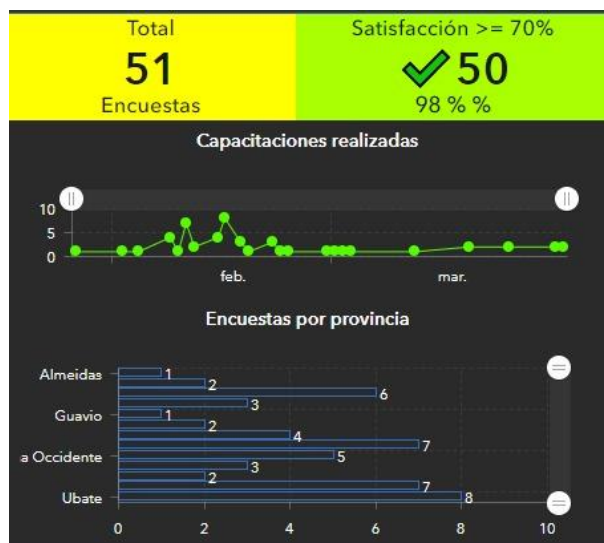 Total
51
Encuestas
Satisfacción >= 70%
50
98 % %
Capacitaciones realizadas
10
5
0
feb.
mar.
Encuestas por provincia
Almeidas
1
2
6
3
Guavio
1
2
4
7
a Occidente
5
3
2
7
Ubate
8
0
2
4
6
8
10